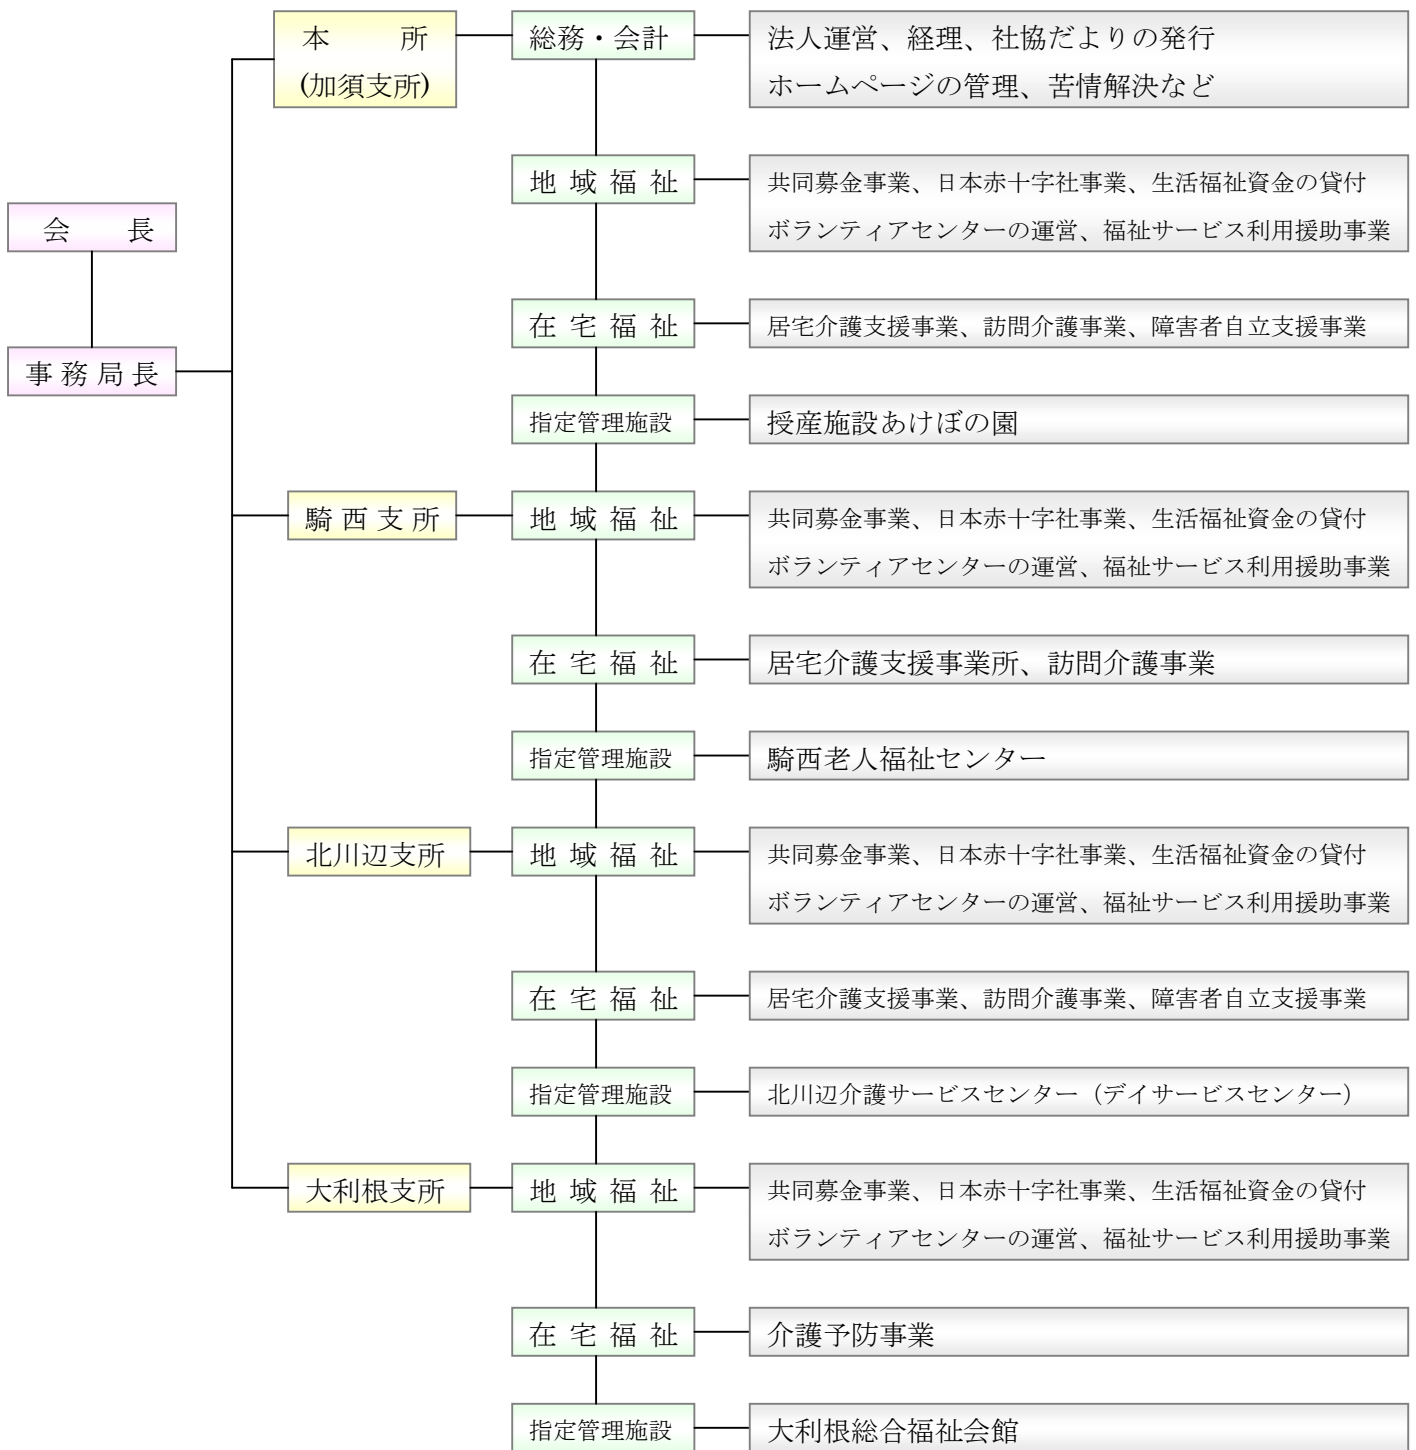 会　長
事務局長
本　所
(加須支所)
総務・会計
法人運営、経理、社協だよりの発行
ホームページの管理、苦情解決など
地域福祉
共同募金事業、日本赤十字社事業、生活福祉資金の貸付
ボランティアセンターの運営、福祉サービス利用援助事業
在宅福祉
居宅介護支援事業、訪問介護事業、障害者自立支援事業
指定管理施設
授産施設あけぼの園
騎西支所
地域福祉
共同募金事業、日本赤十字社事業、生活福祉資金の貸付
ボランティアセンターの運営、福祉サービス利用援助事業
在宅福祉
居宅介護支援事業所、訪問介護事業
指定管理施設
騎西老人福祉センター
北川辺支所
地域福祉
共同募金事業、日本赤十字社事業、生活福祉資金の貸付
ボランティアセンターの運営、福祉サービス利用援助事業
在宅福祉
居宅介護支援事業、訪問介護事業、障害者自立支援事業
指定管理施設
北川辺介護サービスセンター（デイサービスセンター）
大利根支所
地域福祉
共同募金事業、日本赤十字社事業、生活福祉資金の貸付
ボランティアセンターの運営、福祉サービス利用援助事業
在宅福祉
介護予防事業
指定管理施設
大利根総合福祉会館